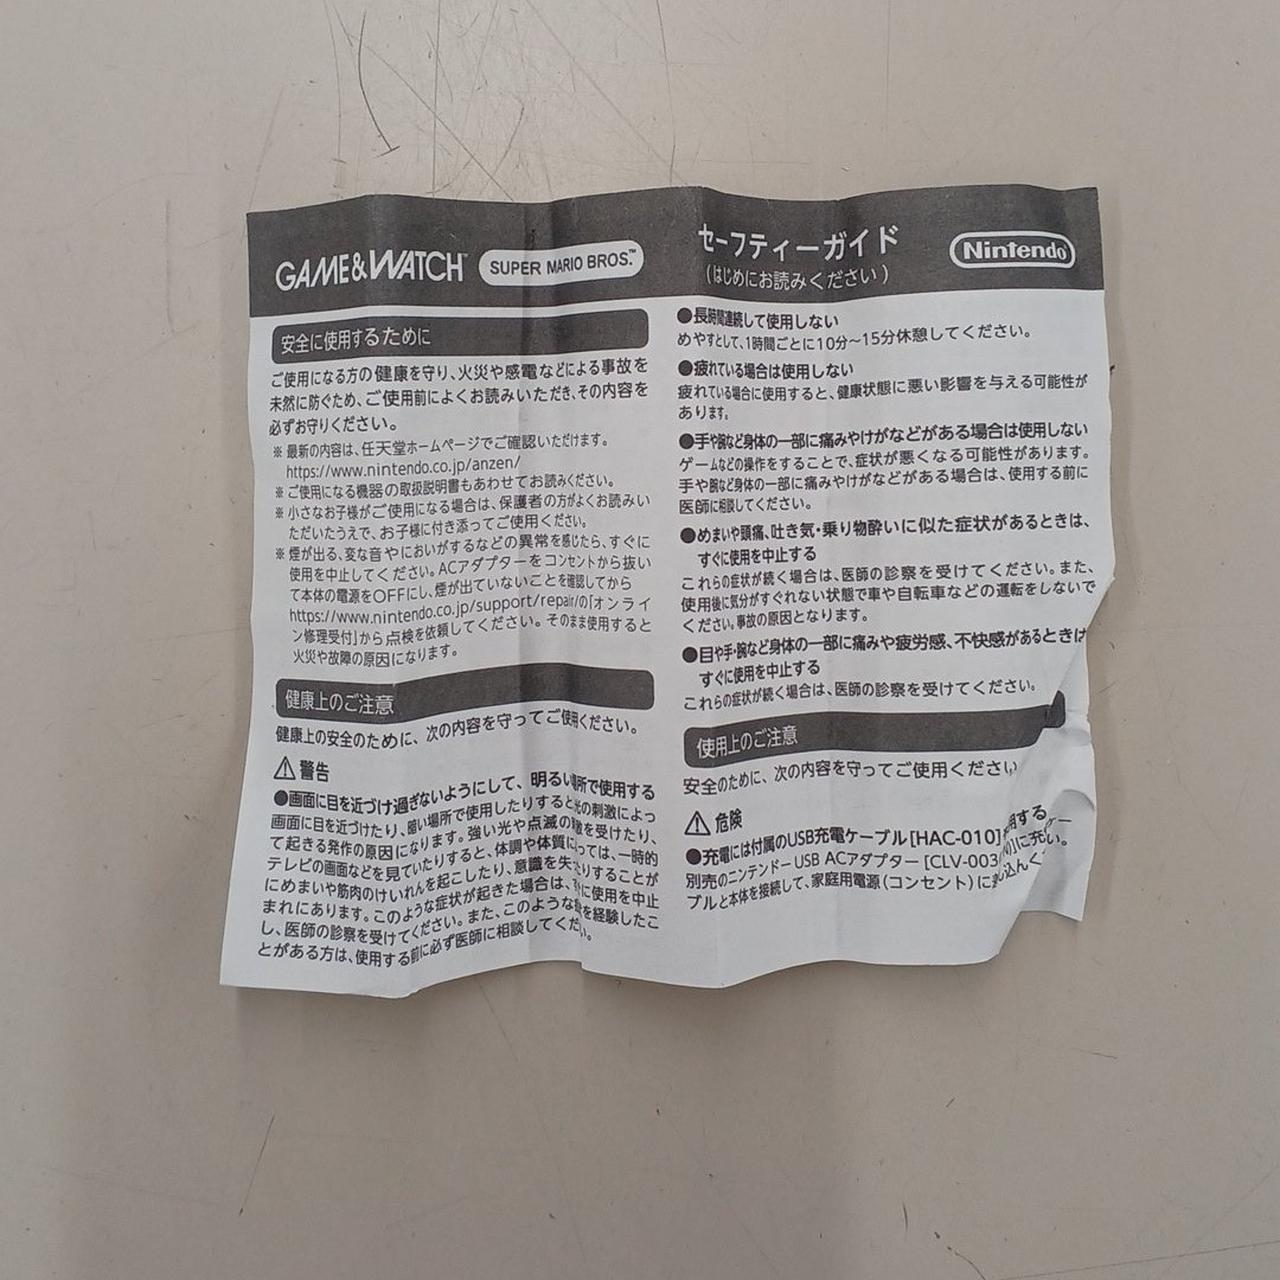 GAME&WATCH SUPER MARIO BROS.™
セーフティーガイド
(はじめにお読みください)
Nintendo
安全に使用するために
ご使用になる方の健康を守り、火災や感電などによる事故を
未然に防ぐため、ご使用前によくお読みいただき、その内容を
必ずお守りください。
※ 最新の内容は、任天堂ホームページでご確認いただけます。
https://www.nintendo.co.jp/anzen/
※ ご使用になる機器の取扱説明書もあわせてお読みください。
※ 小さなお子様がご使用になる場合は、保護者の方がよくお読みい
ただいたうえで、お子様に付き添ってご使用ください。
※ 煙が出る、変な音やにおいがするなどの異常を感じたら、すぐに
使用を中止してください。ACアダプターをコンセントから抜い
て本体の電源をOFFにし、煙が出ていないことを確認してから
https://www.nintendo.co.jp/support/repair/の「オンライ
ン修理受付」から点検を依頼してください。そのまま使用すると
火災や故障の原因になります。
健康上のご注意
健康上の安全のために、次の内容を守ってご使用ください。
⚠警告
●画面に目を近づけ過ぎないようにして、明るい場所で使用する
画面に目を近づけたり、暗い場所で使用したりすると光の刺激によっ
て起きる発作の原因になります。強い光や点滅の刺激を受けたり、
テレビの画面などを見ていたりすると、体調や体質によっては、一時的
にめまいや筋肉のけいれんを起こしたり、意識を失ったりすることが
まれにあります。このような症状が起きた場合は、すぐに使用を中止
し、医師の診察を受けてください。また、このような症状を経験したこ
とがある方は、使用する前に必ず医師に相談してください。
●長時間連続して使用しない
めやすとして、1時間ごとに10分～15分休憩してください。
●疲れている場合は使用しない
疲れている場合に使用すると、健康状態に悪い影響を与える可能性が
あります。
●手や腕など身体の一部に痛みやけがなどがある場合は使用しない
ゲームなどの操作をすることで、症状が悪くなる可能性があります。
手や腕など身体の一部に痛みやけがなどがある場合は、使用する前に
医師に相談してください。
●めまいや頭痛、吐き気・乗り物酔いに似た症状があるときは、
すぐに使用を中止する
これらの症状が続く場合は、医師の診察を受けてください。また、
使用後に気分がすぐれない状態で車や自転車などの運転をしないで
ください。事故の原因となります。
●目や手・腕など身体の一部に痛みや疲労感、不快感があるときは
すぐに使用を中止する
これらの症状が続く場合は、医師の診察を受けてください。
使用上のご注意
安全のために、次の内容を守ってご使用ください
⚠危険
●充電には付属のUSB充電ケーブル[HAC-010]使用する
別売のニンテンドーUSB ACアダプター[CLV-003 ケー
ブルと本体を接続して、家庭用電源(コンセント)に